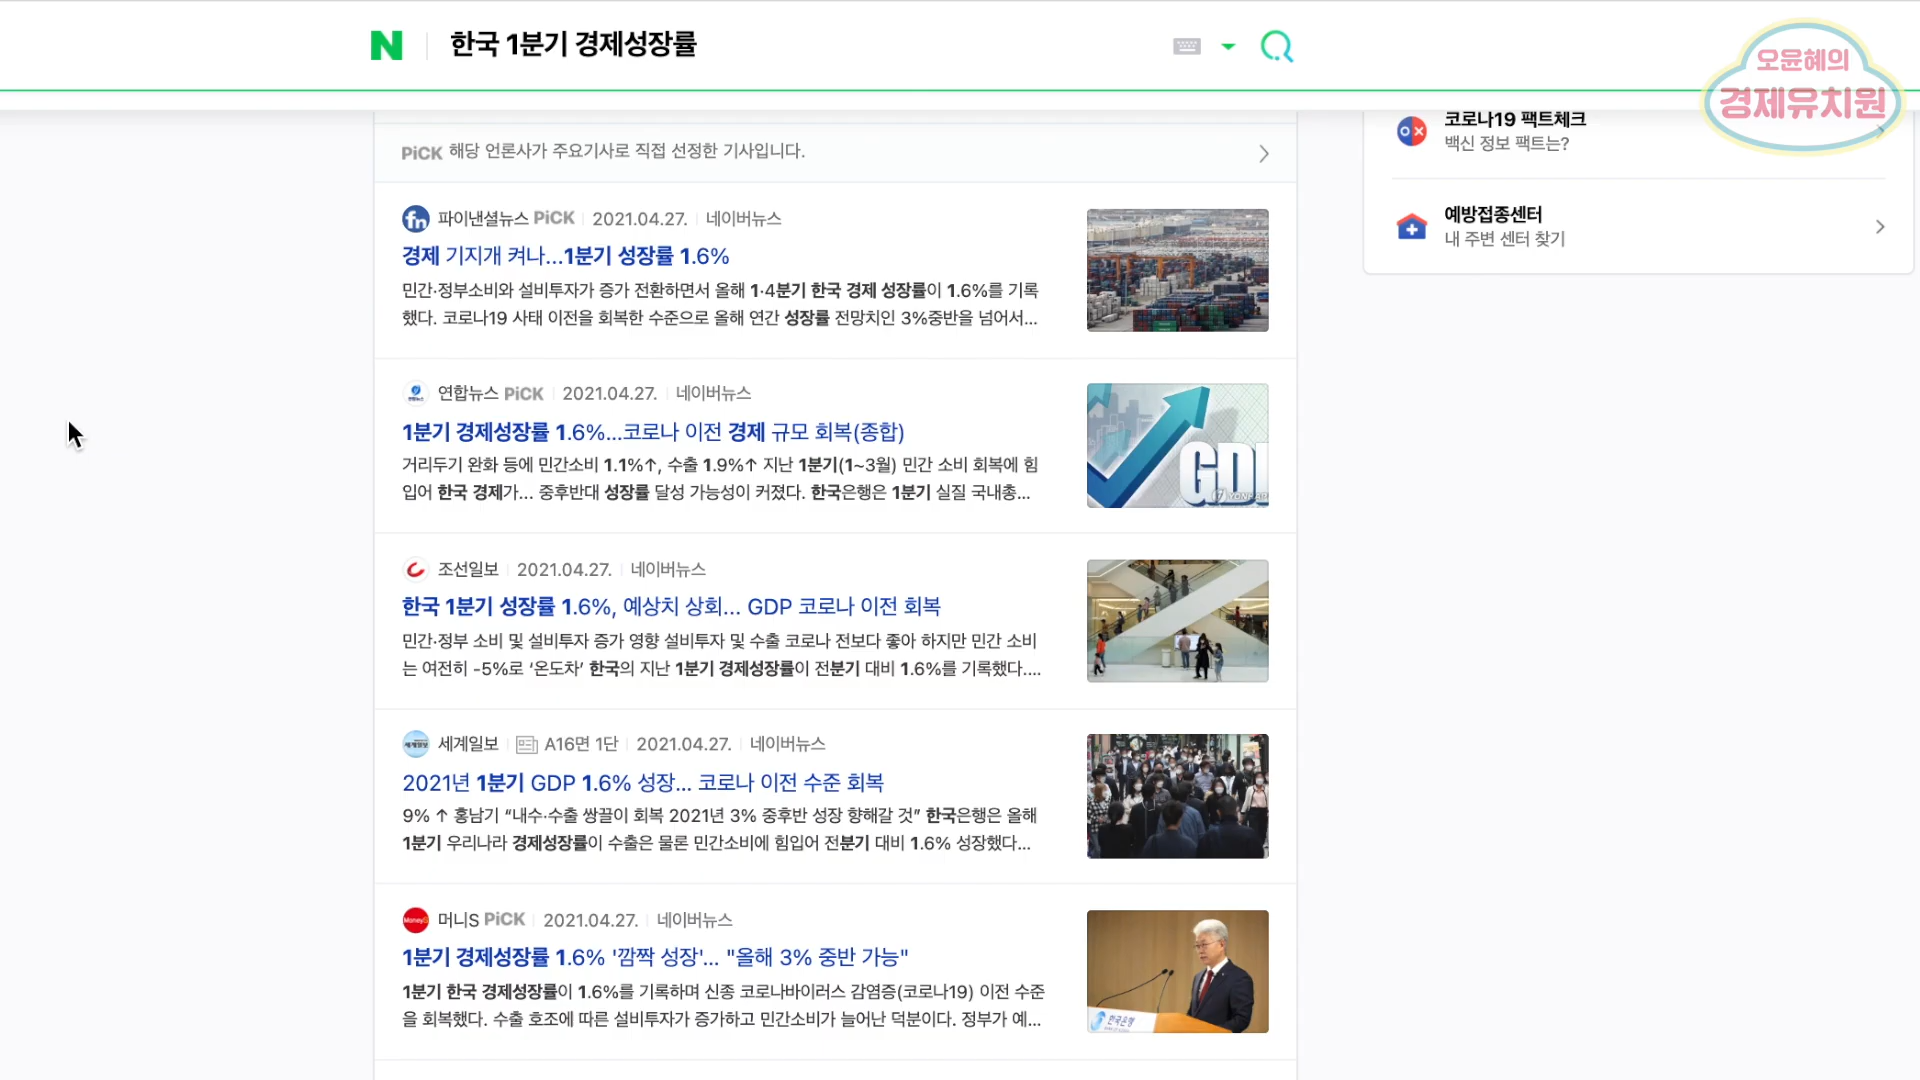 N 한국 1분기 경제성장률
오윤혜의
경제유치원
코로나19 팩트체크
백신 정보 팩트는?
예방접종센터
내 주변 센터 찾기
PiCK 해당 언론사가 주요기사로 직접 선정한 기사입니다.
fn 파이낸셜뉴스 PiCK 2021.04.27. 네이버뉴스
경제 기지개 켜나...1분기 성장률 1.6%
민간·정부소비와 설비투자가 증가 전환하면서 올해 1·4분기 한국 경제 성장률이 1.6%를 기록
했다. 코로나19 사태 이전을 회복한 수준으로 올해 연간 성장률 전망치인 3%중반을 넘어서...
연합뉴스 PiCK 2021.04.27. 네이버뉴스
1분기 경제성장률 1.6%...코로나 이전 경제 규모 회복(종합)
거리두기 완화 등에 민간소비 1.1%↑, 수출 1.9%↑ 지난 1분기(1~3월) 민간 소비 회복에 힘
입어 한국 경제가... 중후반대 성장률 달성 가능성이 커졌다. 한국은행은 1분기 실질 국내총...
GDP
조선일보 2021.04.27. 네이버뉴스
한국 1분기 성장률 1.6%, 예상치 상회... GDP 코로나 이전 회복
민간·정부 소비 및 설비투자 증가 영향 설비투자 및 수출 코로나 전보다 좋아 하지만 민간 소비
는 여전히 -5%로 ‘온도차’ 한국의 지난 1분기 경제성장률이 전분기 대비 1.6%를 기록했다....
세계일보 A16면 1단 2021.04.27. 네이버뉴스
2021년 1분기 GDP 1.6% 성장... 코로나 이전 수준 회복
9% ↑ 홍남기 “내수·수출 쌍끌이 회복 2021년 3% 중후반 성장 향해갈 것” 한국은행은 올해
1분기 우리나라 경제성장률이 수출은 물론 민간소비에 힘입어 전분기 대비 1.6% 성장했다...
MoneyS 머니S PiCK 2021.04.27. 네이버뉴스
1분기 경제성장률 1.6% '깜짝 성장'... "올해 3% 중반 가능"
1분기 한국 경제성장률이 1.6%를 기록하며 신종 코로나바이러스 감염증(코로나19) 이전 수준
을 회복했다. 수출 호조에 따른 설비투자가 증가하고 민간소비가 늘어난 덕분이다. 정부가 예...
한국은행